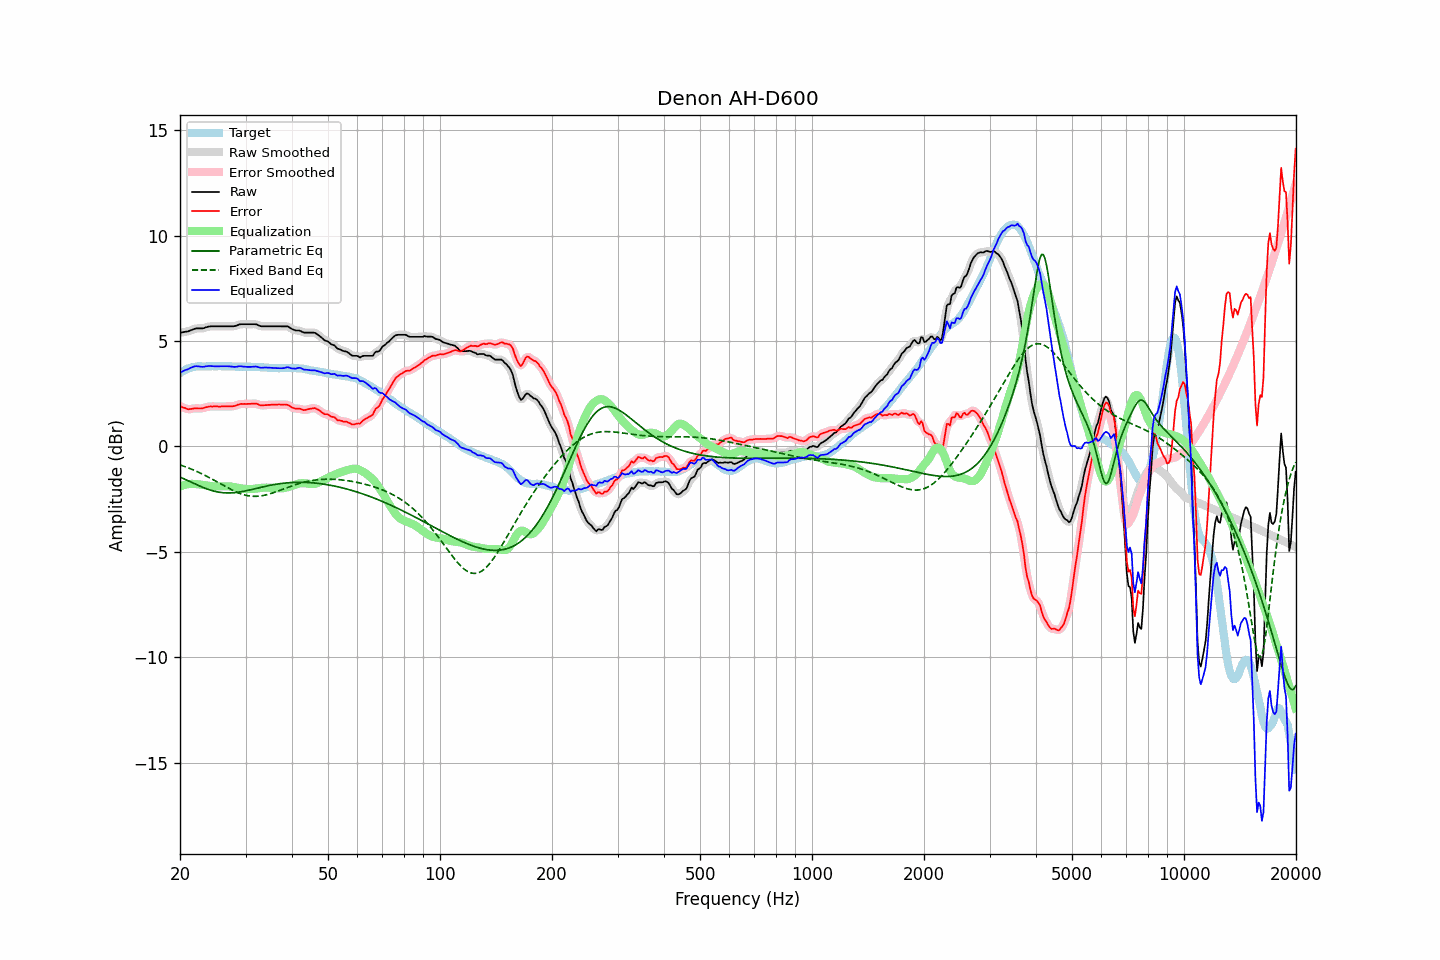 Denon AH-D600
Target
Raw Smoothed
Error Smoothed
Raw
Error
Equalization
Parametric Eq
Fixed Band Eq
Equalized
15
10
5
0
−5
−10
−15
Amplitude (dBr)
20 50 100 200 500 1000 2000 5000 10000 20000
Frequency (Hz)